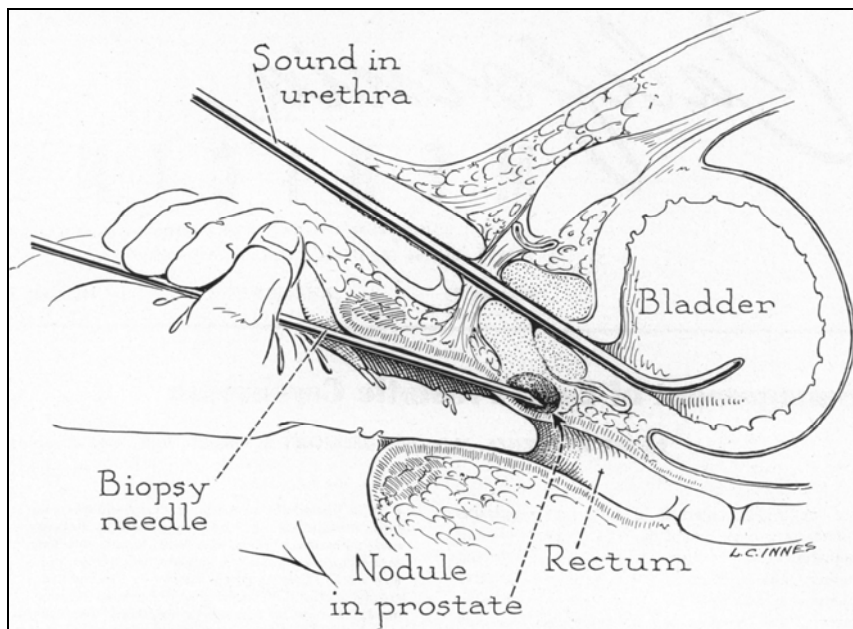 Sound in
urethra
Bladder
Biopsy
needle
Nodule
in prostate
Rectum
L.C. INNES